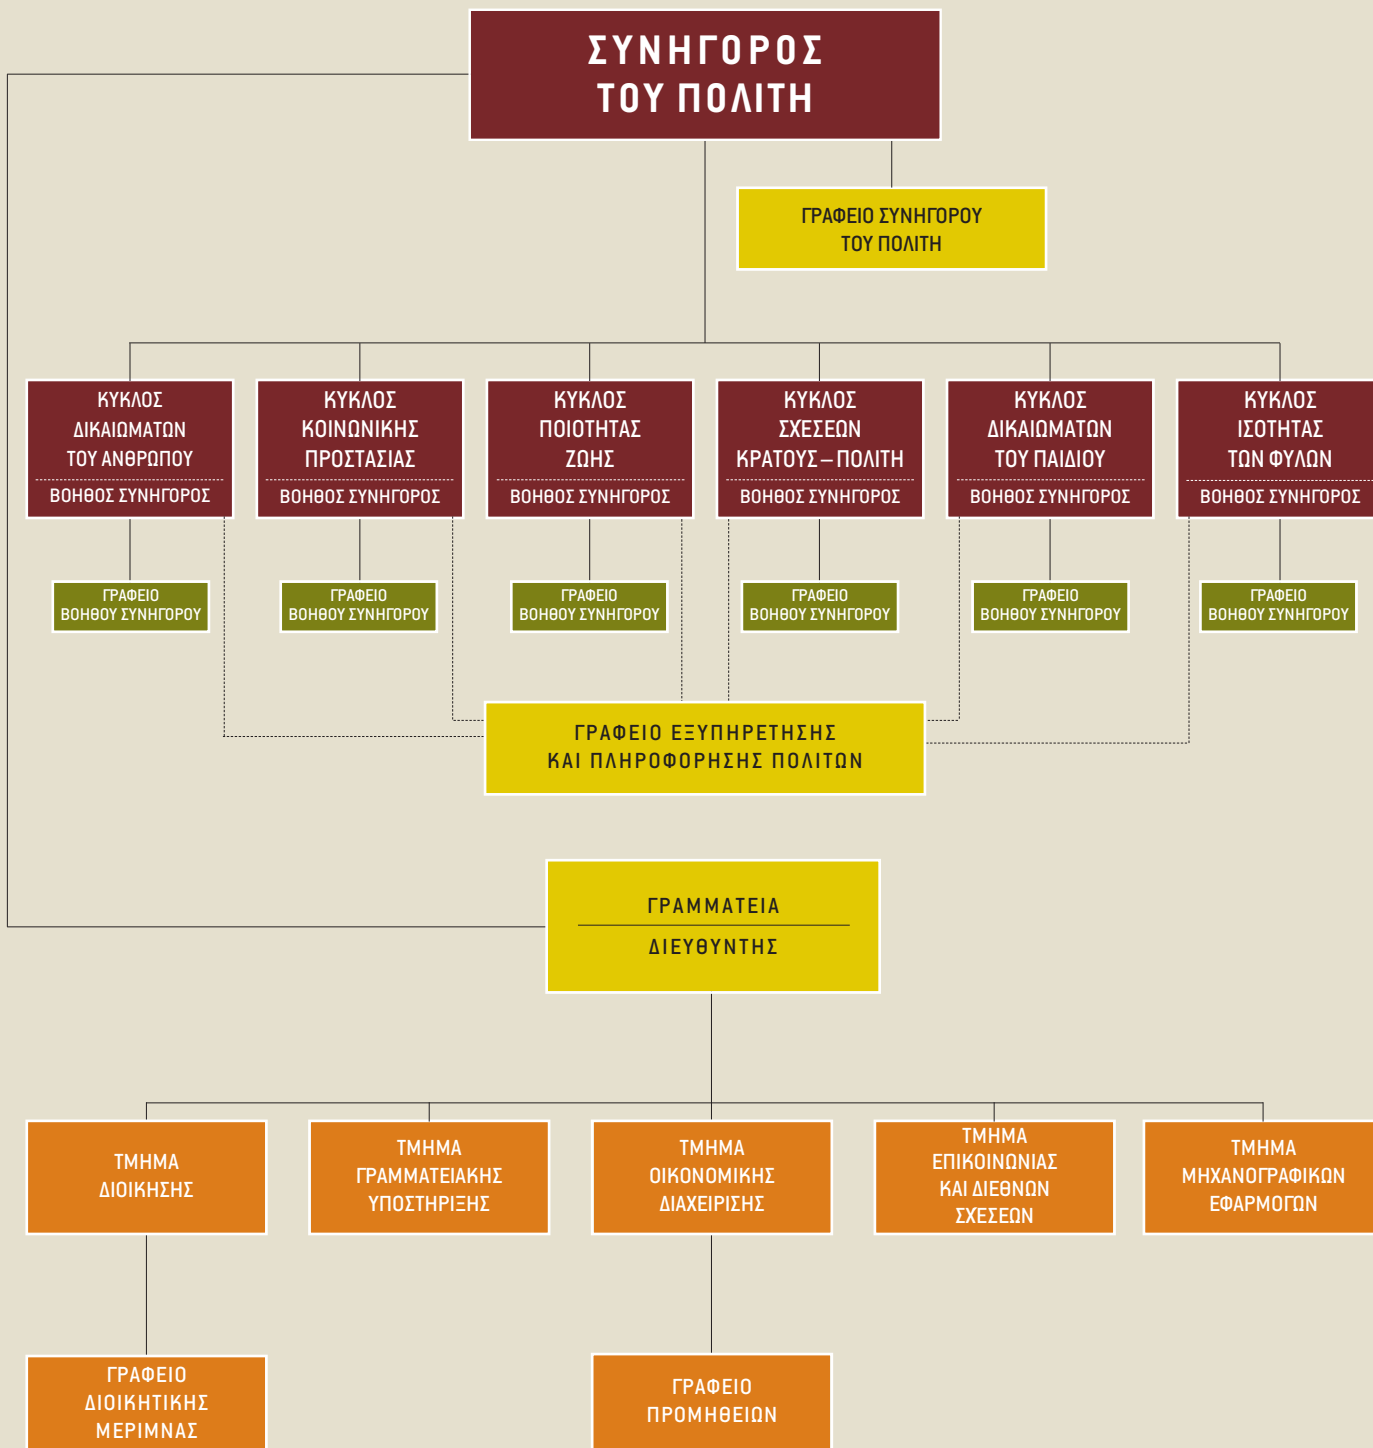 ΣΥΝΗΓΟΡΟΣ
ΤΟΥ ΠΟΛΙΤΗ
ΓΡΑΦΕΙΟ ΣΥΝΗΓΟΡΟΥ
ΤΟΥ ΠΟΛΙΤΗ
ΚΥΚΛΟΣ
ΔΙΚΑΙΩΜΑΤΩΝ
ΤΟΥ ΑΝΘΡΩΠΟΥ
ΒΟΗΘΟΣ ΣΥΝΗΓΟΡΟΣ
ΚΥΚΛΟΣ
ΚΟΙΝΩΝΙΚΗΣ
ΠΡΟΣΤΑΣΙΑΣ
ΒΟΗΘΟΣ ΣΥΝΗΓΟΡΟΣ
ΚΥΚΛΟΣ
ΠΟΙΟΤΗΤΑΣ
ΖΩΗΣ
ΒΟΗΘΟΣ ΣΥΝΗΓΟΡΟΣ
ΚΥΚΛΟΣ
ΣΧΕΣΕΩΝ
ΚΡΑΤΟΥΣ – ΠΟΛΙΤΗ
ΒΟΗΘΟΣ ΣΥΝΗΓΟΡΟΣ
ΚΥΚΛΟΣ
ΔΙΚΑΙΩΜΑΤΩΝ
ΤΟΥ ΠΑΙΔΙΟΥ
ΒΟΗΘΟΣ ΣΥΝΗΓΟΡΟΣ
ΚΥΚΛΟΣ
ΙΣΟΤΗΤΑΣ
ΤΩΝ ΦΥΛΩΝ
ΒΟΗΘΟΣ ΣΥΝΗΓΟΡΟΣ
ΓΡΑΦΕΙΟ
ΒΟΗΘΟΥ ΣΥΝΗΓΟΡΟΥ
ΓΡΑΦΕΙΟ
ΒΟΗΘΟΥ ΣΥΝΗΓΟΡΟΥ
ΓΡΑΦΕΙΟ
ΒΟΗΘΟΥ ΣΥΝΗΓΟΡΟΥ
ΓΡΑΦΕΙΟ
ΒΟΗΘΟΥ ΣΥΝΗΓΟΡΟΥ
ΓΡΑΦΕΙΟ
ΒΟΗΘΟΥ ΣΥΝΗΓΟΡΟΥ
ΓΡΑΦΕΙΟ
ΒΟΗΘΟΥ ΣΥΝΗΓΟΡΟΥ
ΓΡΑΦΕΙΟ ΕΞΥΠΗΡΕΤΗΣΗΣ
ΚΑΙ ΠΛΗΡΟΦΟΡΗΣΗΣ ΠΟΛΙΤΩΝ
ΓΡΑΜΜΑΤΕΙΑ
ΔΙΕΥΘΥΝΤΗΣ
ΤΜΗΜΑ
ΔΙΟΙΚΗΣΗΣ
ΤΜΗΜΑ
ΓΡΑΜΜΑΤΕΙΑΚΗΣ
ΥΠΟΣΤΗΡΙΞΗΣ
ΤΜΗΜΑ
ΟΙΚΟΝΟΜΙΚΗΣ
ΔΙΑΧΕΙΡΙΣΗΣ
ΤΜΗΜΑ
ΕΠΙΚΟΙΝΩΝΙΑΣ
ΚΑΙ ΔΙΕΘΝΩΝ
ΣΧΕΣΕΩΝ
ΤΜΗΜΑ
ΜΗΧΑΝΟΓΡΑΦΙΚΩΝ
ΕΦΑΡΜΟΓΩΝ
ΓΡΑΦΕΙΟ
ΔΙΟΙΚΗΤΙΚΗΣ
ΜΕΡΙΜΝΑΣ
ΓΡΑΦΕΙΟ
ΠΡΟΜΗΘΕΙΩΝ